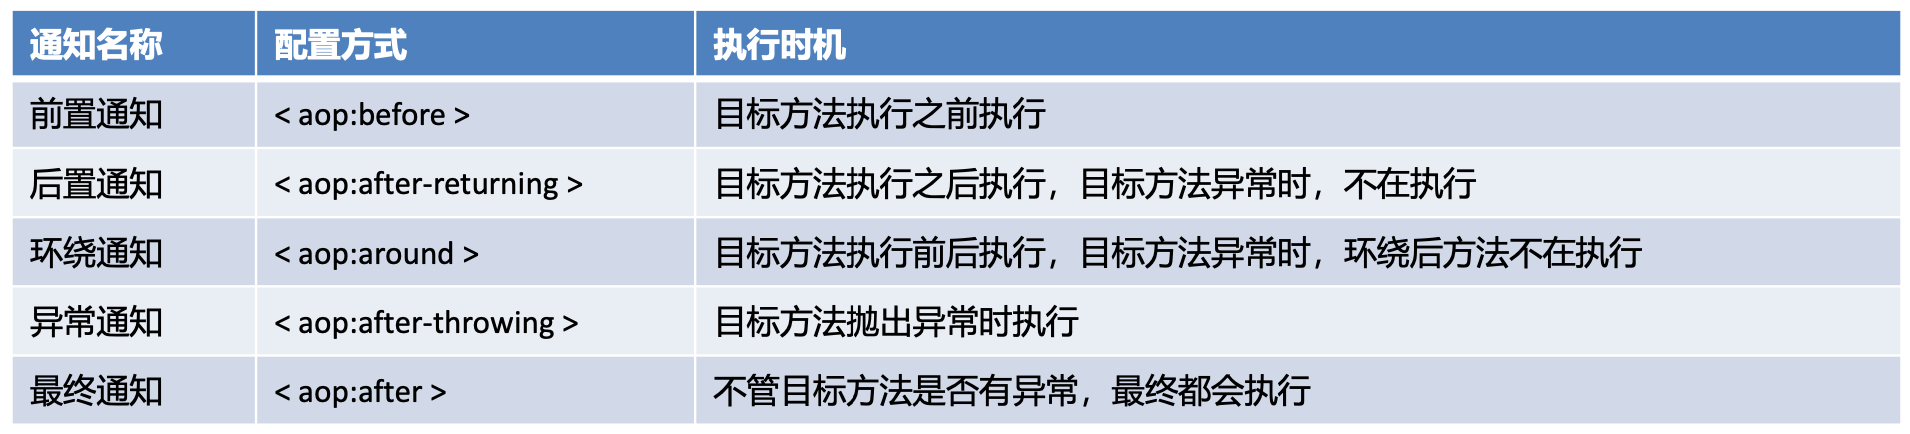 通知名称 配置方式 执行时机
前置通知 < aop:before > 目标方法执行之前执行
后置通知 < aop:after-returning > 目标方法执行之后执行，目标方法异常时，不在执行
环绕通知 < aop:around > 目标方法执行前后执行，目标方法异常时，环绕后方法不在执行
异常通知 < aop:after-throwing > 目标方法抛出异常时执行
最终通知 < aop:after > 不管目标方法是否有异常，最终都会执行